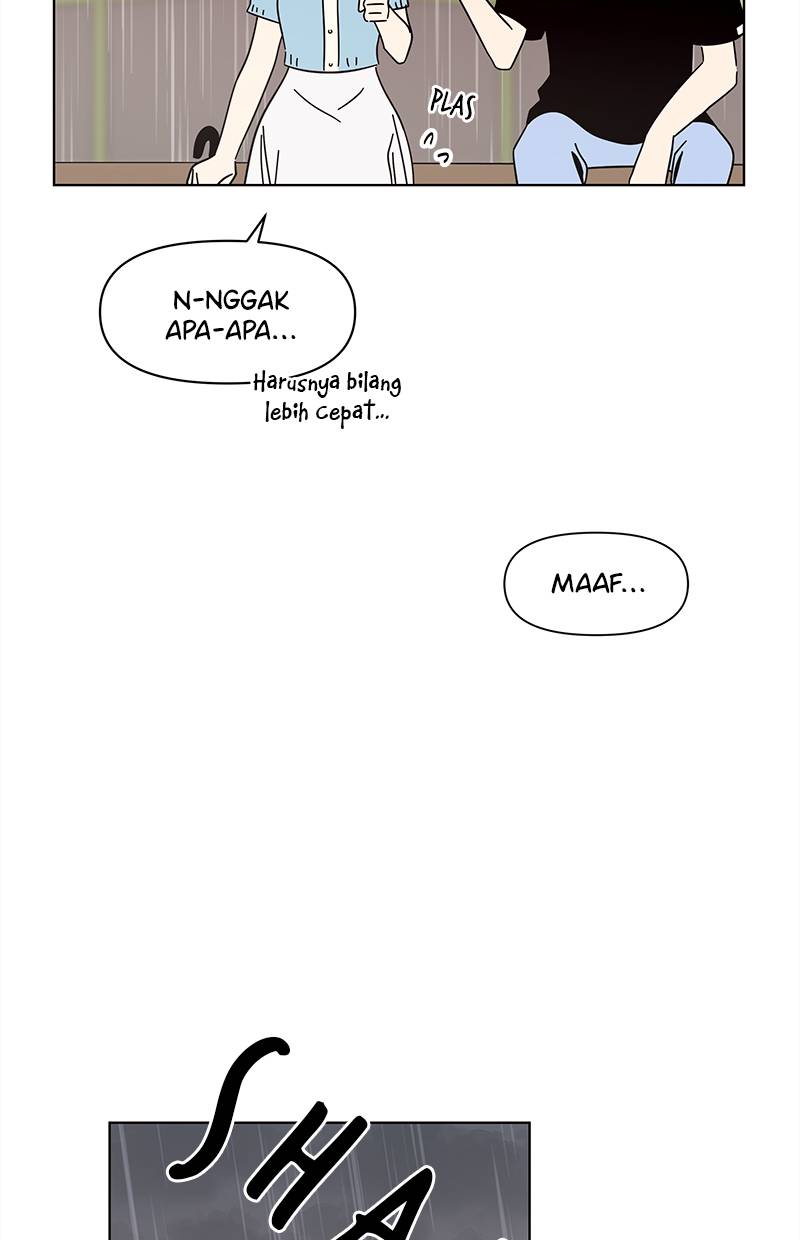 PLAS
N-NGGAK
APA-APA...
Harusnya bilang
lebih cepat...
MAAF...
SHA